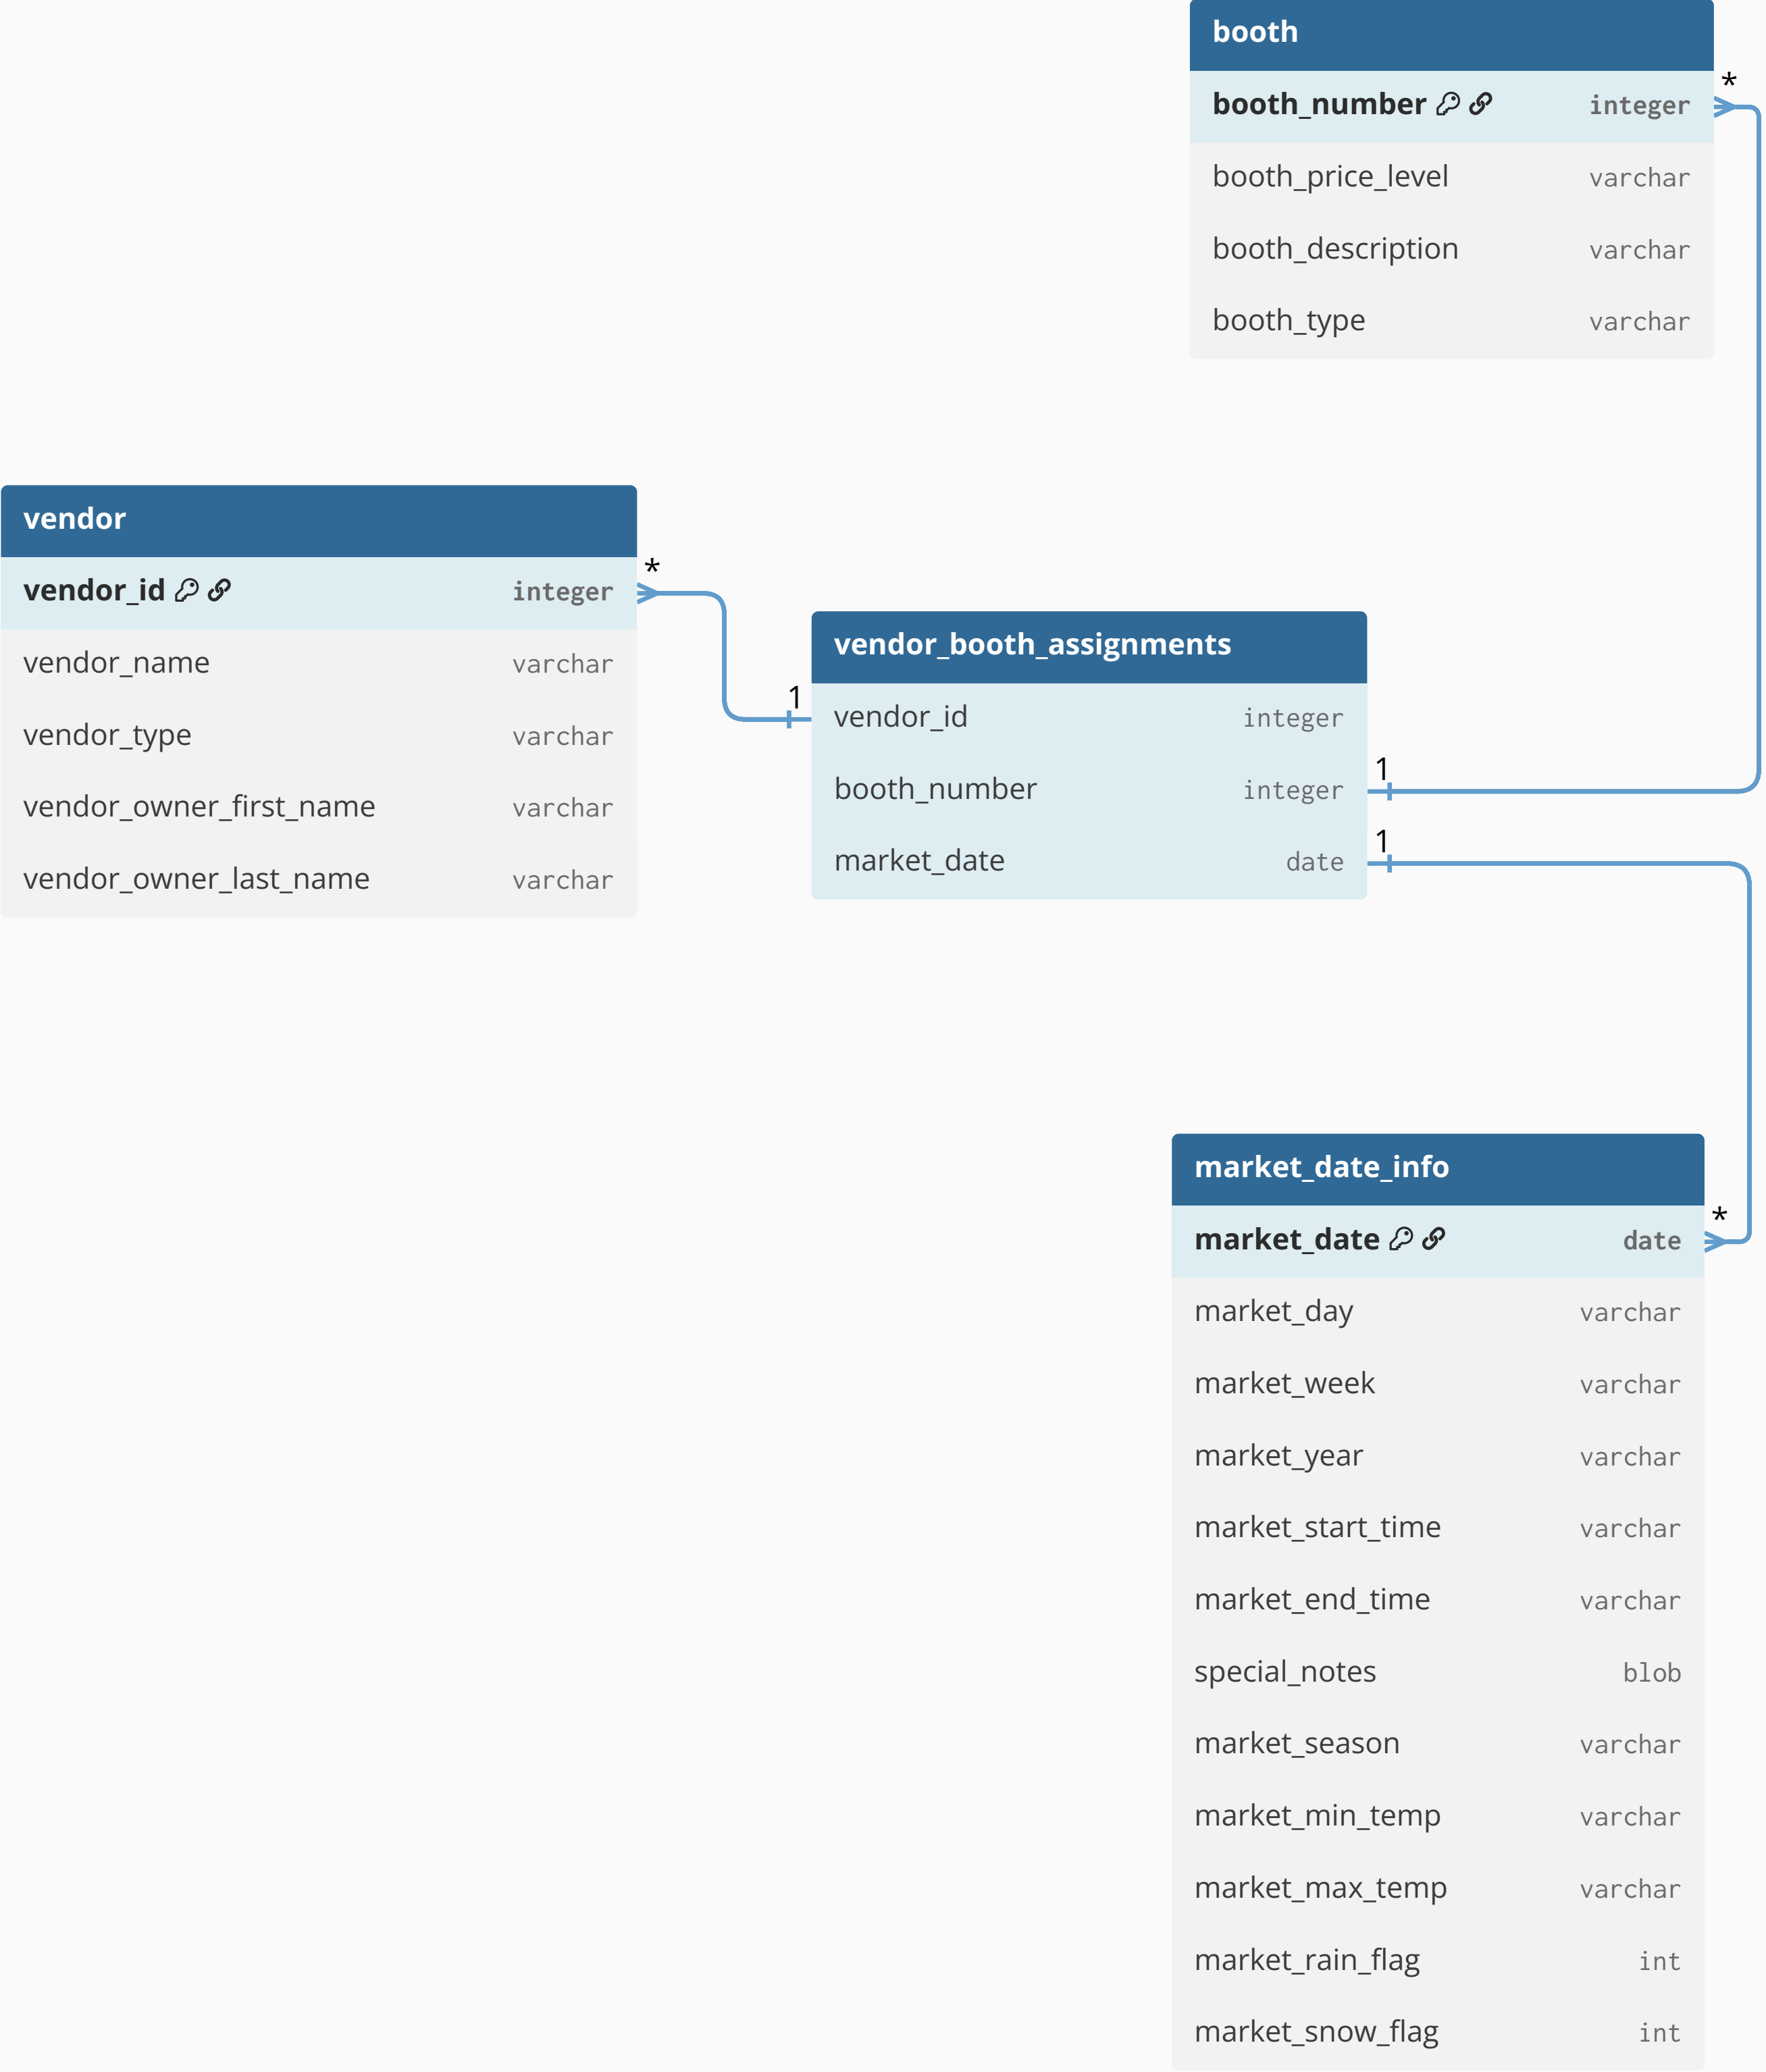 booth
*
booth_number integer
booth_price_level varchar
booth_description varchar
booth_type varchar
vendor
*
vendor_id integer
vendor_name varchar
vendor_type varchar
vendor_owner_first_name varchar
vendor_owner_last_name varchar
vendor_booth_assignments
1
vendor_id integer
1
booth_number integer
1
market_date date
market_date_info
*
market_date date
market_day varchar
market_week varchar
market_year varchar
market_start_time varchar
market_end_time varchar
special_notes blob
market_season varchar
market_min_temp varchar
market_max_temp varchar
market_rain_flag int
market_snow_flag int